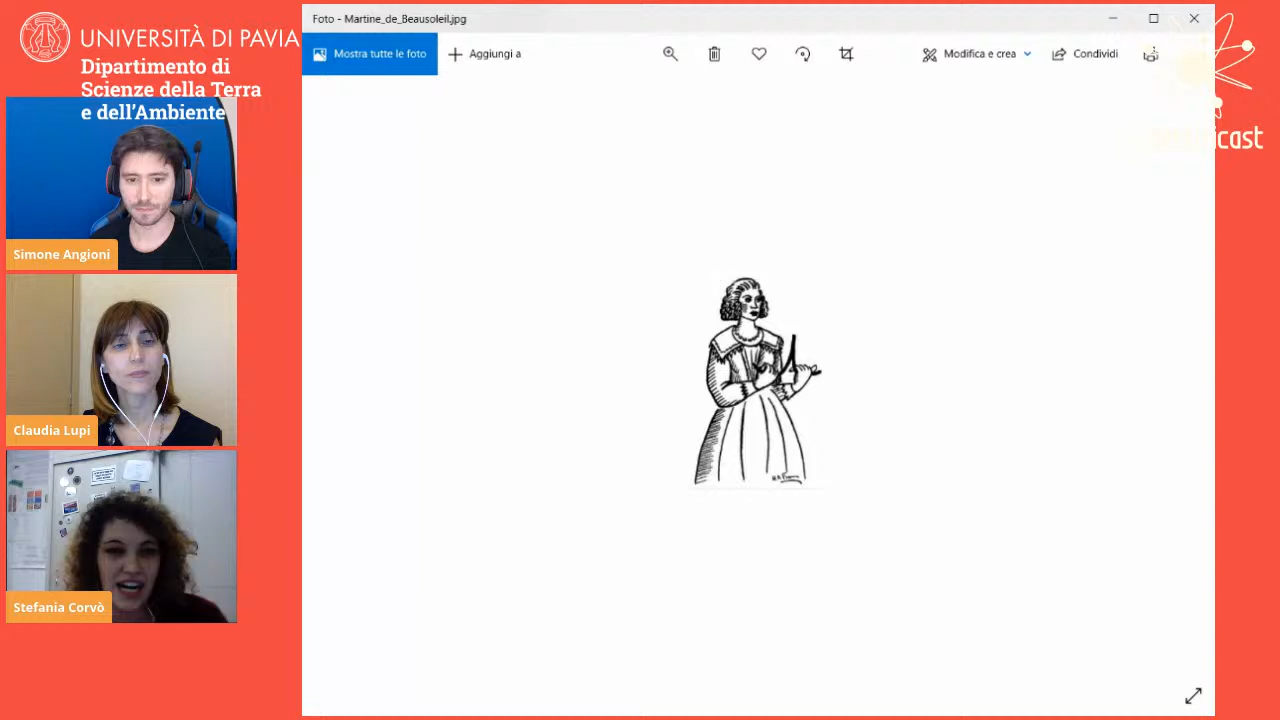 UNIVERSITÀ DI PAVIA
Dipartimento di
Scienze della Terra
e dell'Ambiente
Simone Angioni
Claudia Lupi
Stefania Corvò
Foto - Martine_de_Beausoleil.jpg
Mostra tutte le foto
Aggiungi a
Modifica e crea
Condividi
icast